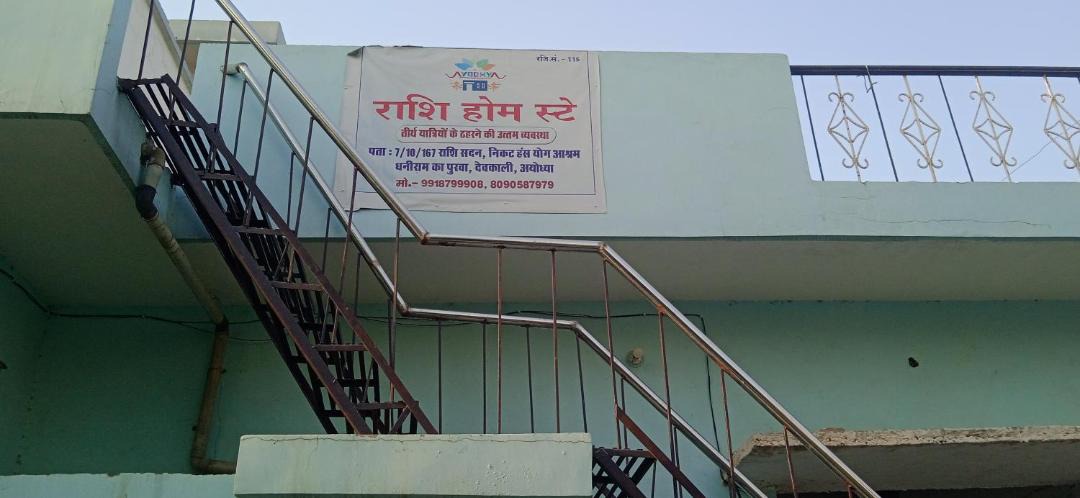 रजि.सं.-115
AYODHYA
राशि होम स्टे
तीर्थ यात्रियों के ठहरने की उत्तम व्यवस्था
पता : 7/10/167 राशि सदन, निकट हंस योग आश्रम
धनीराम का पुरवा, देवकाली, अयोध्या
मो.- 9918799908, 8090587979